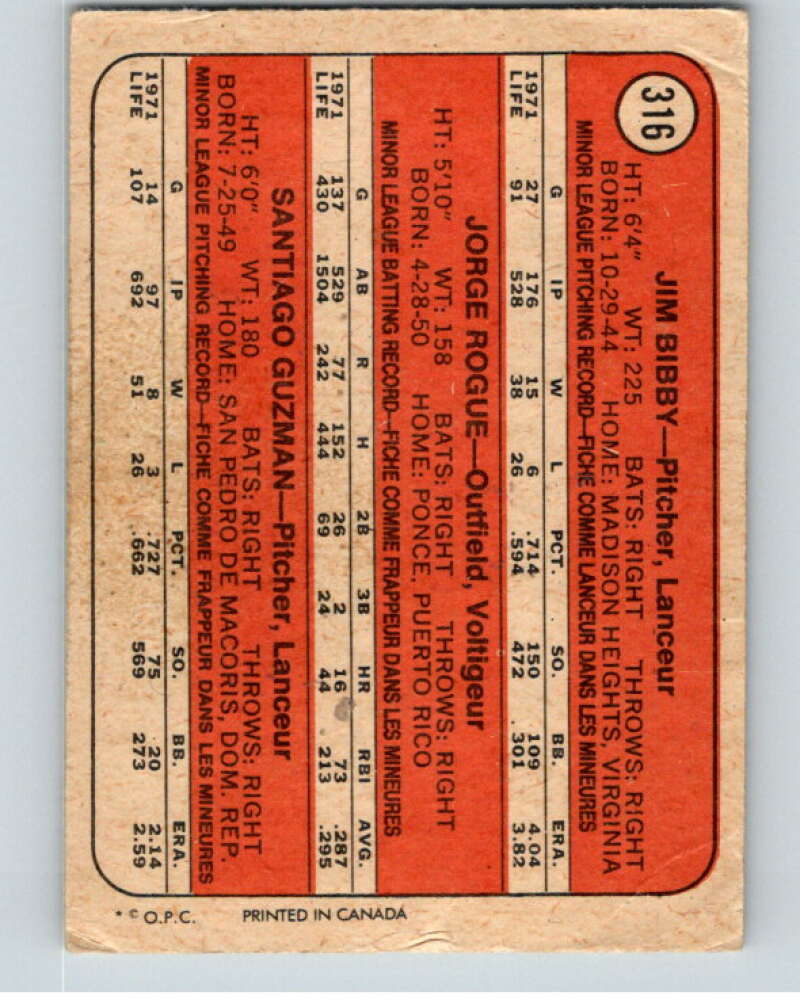 316
JIM BIBBY—Pitcher, Lanceur
HT: 6'4" WT: 225 BATS: RIGHT THROWS: RIGHT
BORN: 10-29-44 HOME: MADISON HEIGHTS, VIRGINIA
MINOR LEAGUE PITCHING RECORD—FICHE COMME LANCEUR DANS LES MINEURES
G IP W L PCT. SO. BB. ERA.
1971 27 176 15 6 .714 150 109 4.04
LIFE 91 528 38 26 .594 472 301 3.82
JORGE ROGUE—Outfield, Voltigeur
HT: 5'10" WT: 158 BATS: RIGHT THROWS: RIGHT
BORN: 4-28-50 HOME: PONCE, PUERTO RICO
MINOR LEAGUE BATTING RECORD—FICHE COMME FRAPPEUR DANS LES MINEURES
G AB R H 2B 3B HR RBI AVG.
1971 137 529 77 152 26 2 16 73 .287
LIFE 430 1504 242 444 69 24 44 213 .295
SANTIAGO GUZMAN—Pitcher, Lanceur
HT: 6'0" WT: 180 BATS: RIGHT THROWS: RIGHT
BORN: 7-25-49 HOME: SAN PEDRO DE MACORIS, DOM. REP.
MINOR LEAGUE PITCHING RECORD—FICHE COMME FRAPPEUR DANS LES MINEURES
G IP W L PCT. SO. BB. ERA.
1971 14 97 8 3 .727 75 20 2.14
LIFE 107 692 51 26 .662 569 273 2.59
* © O.P.C. PRINTED IN CANADA